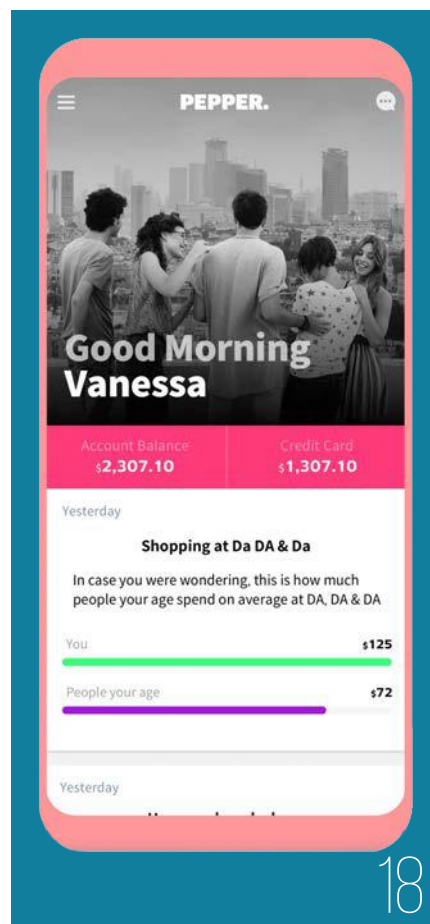 PEPPER.
Good Morning
Vanessa
Account Balance
$2,307.10
Credit Card
$1,307.10
Yesterday
Shopping at Da DA & Da
In case you were wondering, this is how much
people your age spend on average at DA, DA & DA
You $125
People your age $72
Yesterday
18